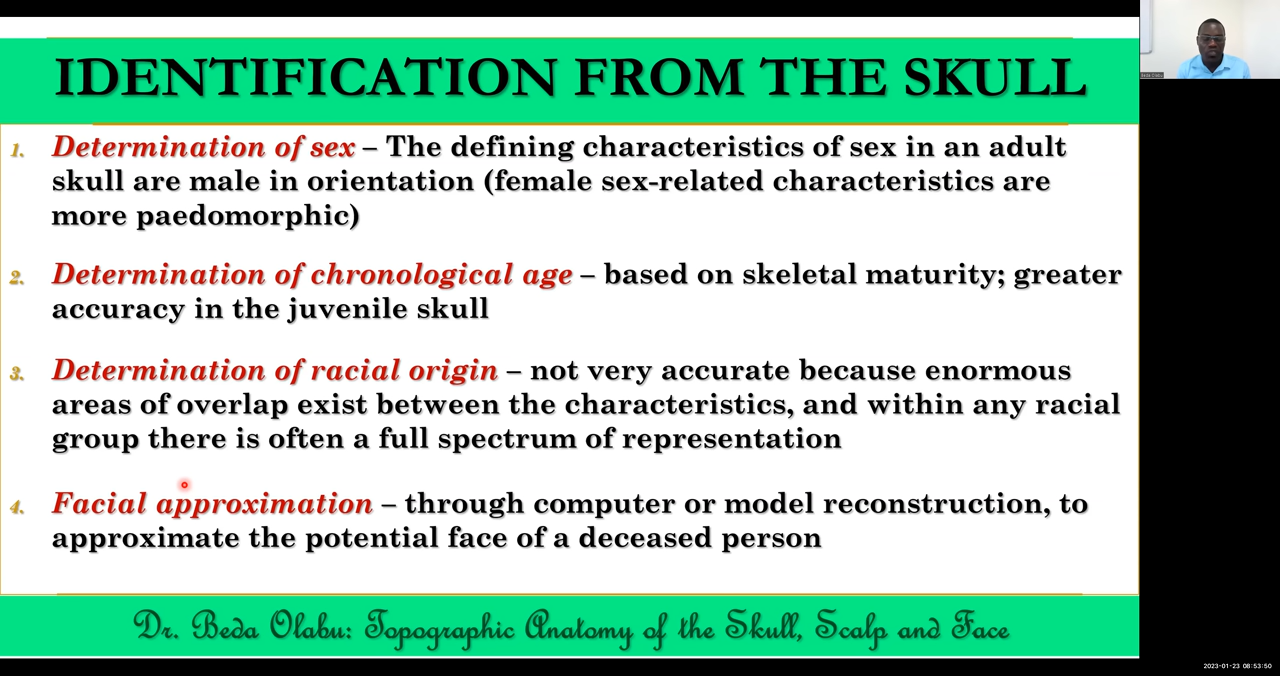 IDENTIFICATION FROM THE SKULL
1. Determination of sex – The defining characteristics of sex in an adult
skull are male in orientation (female sex-related characteristics are
more paedomorphic)
2. Determination of chronological age – based on skeletal maturity; greater
accuracy in the juvenile skull
3. Determination of racial origin – not very accurate because enormous
areas of overlap exist between the characteristics, and within any racial
group there is often a full spectrum of representation
4. Facial approximation – through computer or model reconstruction, to
approximate the potential face of a deceased person
Dr. Beda Olabu: Topographic Anatomy of the Skull, Scalp and Face
Beda Olabu
2023-01-23 08:53:50